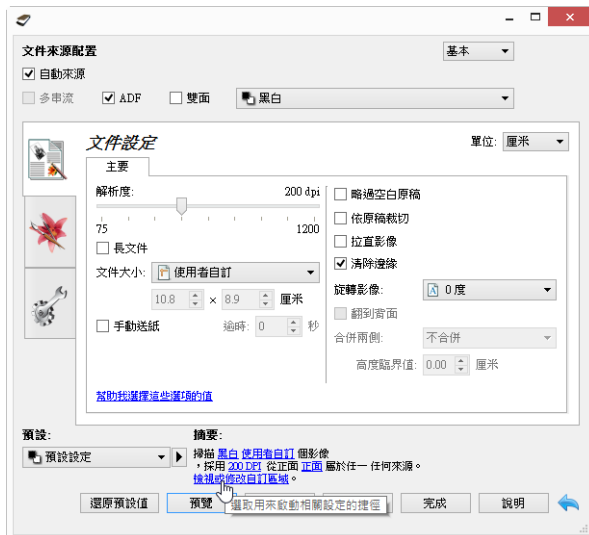 文件來源配置
基本
自動來源
多串流
ADF
雙面
黑白
文件設定
單位: 厘米
主要
解析度:
200 dpi
75
1200
長文件
文件大小: 使用者自訂
10.8 × 8.9 厘米
手動送紙
逾時: 0 秒
略過空白原稿
依原稿裁切
拉直影像
清除邊緣
旋轉影像: 0 度
翻到背面
合併兩側: 不合併
高度臨界值: 0.00 厘米
幫助我選擇這些選項的值
預設:
預設設定
摘要:
掃描 黑白 使用者自訂 個影像
,採用 200 DPI 從正面 正面 屬於任一 任何來源。
檢視或修改自訂區域。
還原預設值
預覽
選取用來啟動相關設定的捷徑
完成
說明